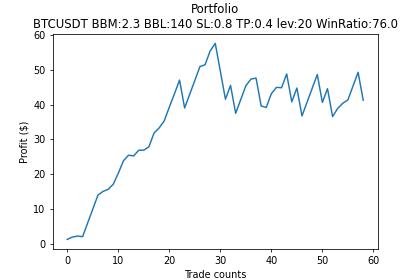 Portfolio
BTCUSDT BBM:2.3 BBL:140 SL:0.8 TP:0.4 lev:20 WinRatio:76.0
60
50
40
30
20
10
0
Profit ($)
0 10 20 30 40 50 60
Trade counts